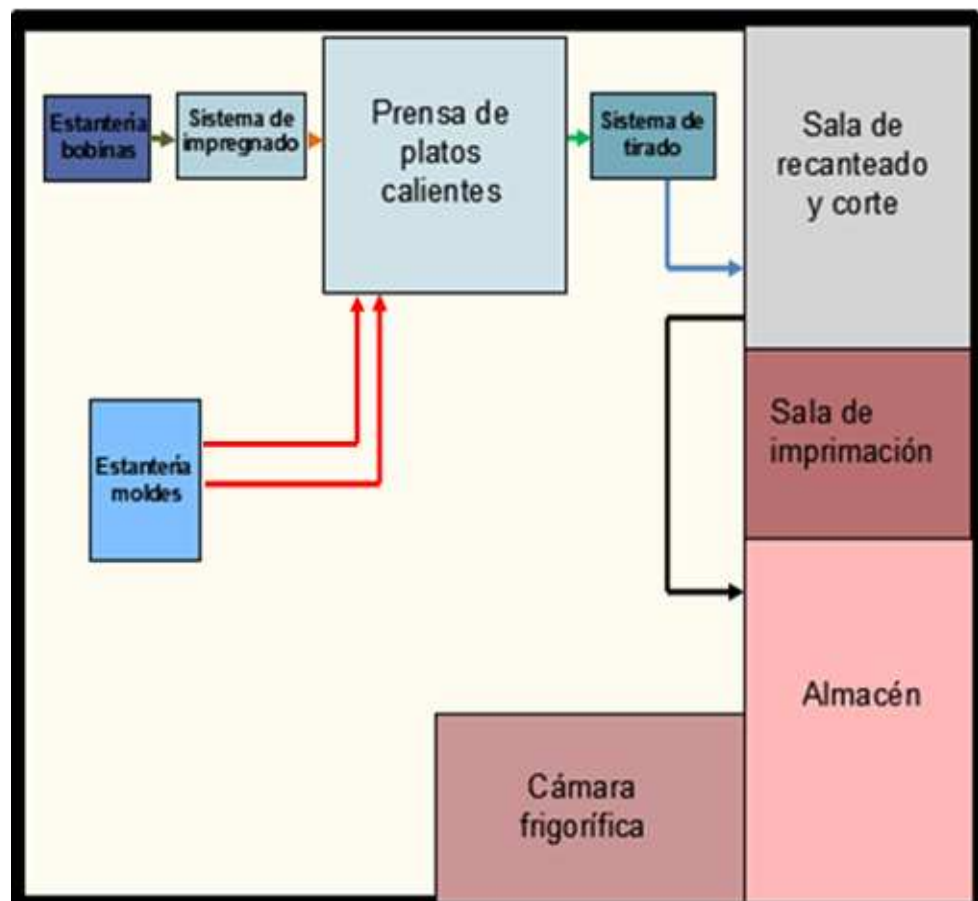 Estantería
bobinas
Sistema de
impregnado
Prensa de
platos
calientes
Sistema de
tirado
Sala de
recanteado
y corte
Estantería
moldes
Sala de
imprimación
Almacén
Cámara
frigorífica